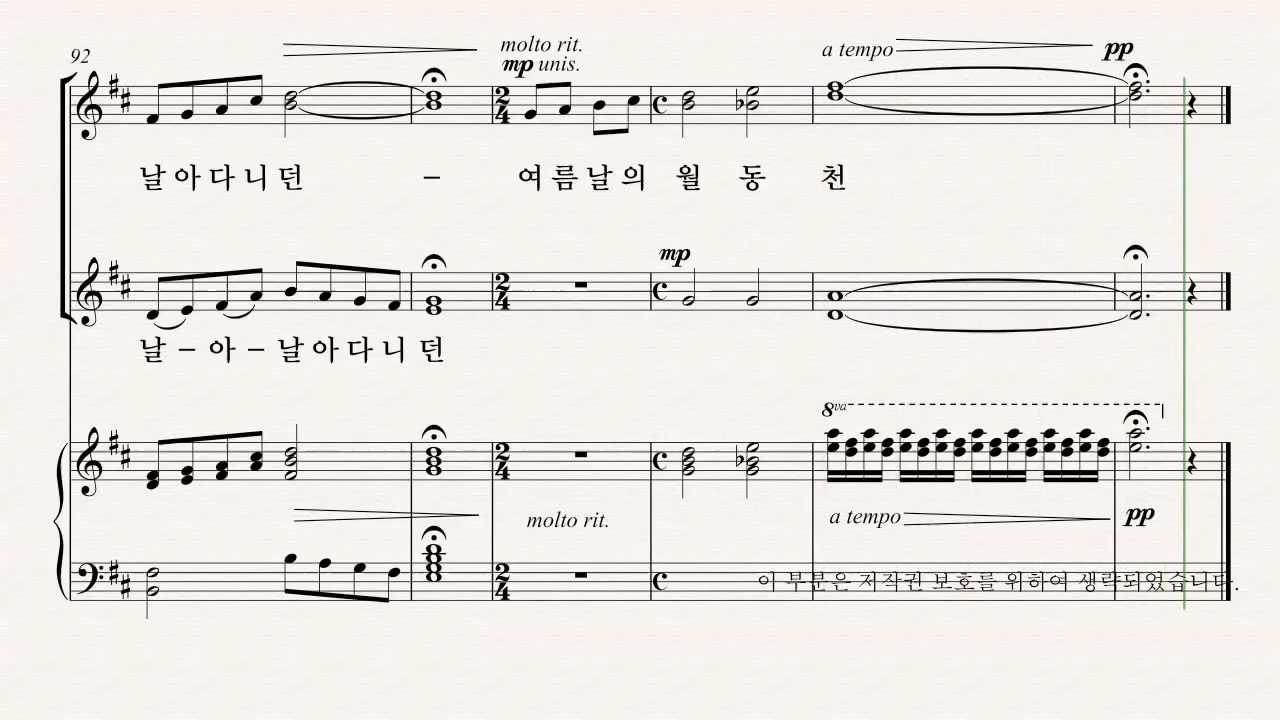 92
molto rit.
mp unis.
a tempo
pp
날 아 다 니 던 – 여 름 날 의 월 동 천
mp
날 – 아 – 날 아 다 니 던
8va
molto rit.
a tempo
pp
이 부분은 저작권 보호를 위하여 생략되었습니다.